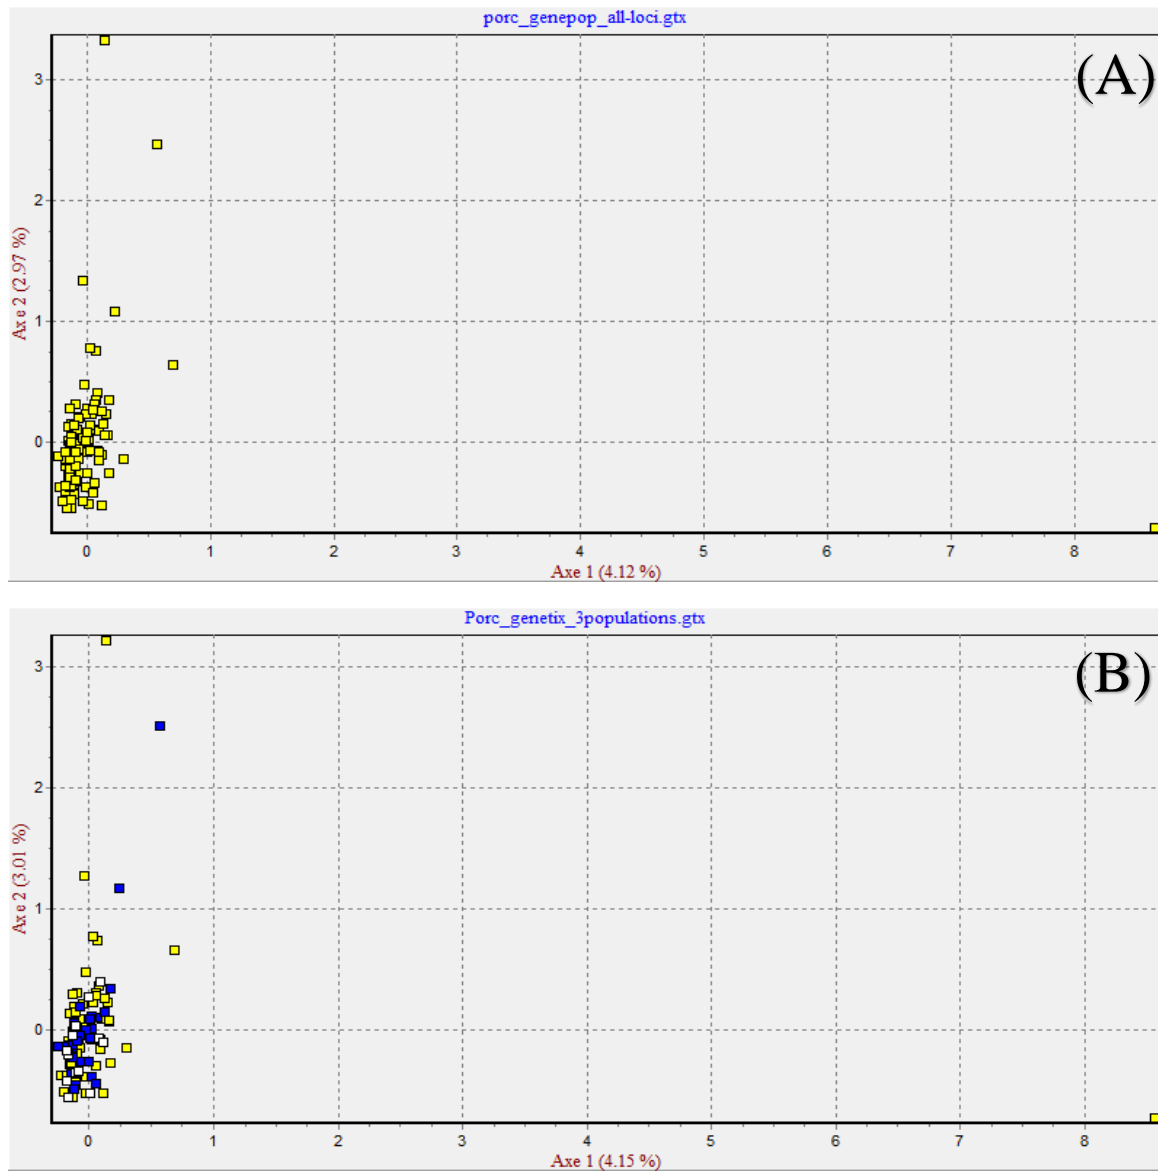 porc_genepop_all-loci.gtx
(A)
3
2
1
0
Axe 2 (2.97 %)
0 1 2 3 4 5 6 7 8
Axe 1 (4.12 %)
Porc_genetix_3populations.gtx
(B)
3
2
1
0
Axe 2 (3.01 %)
0 1 2 3 4 5 6 7 8
Axe 1 (4.15 %)